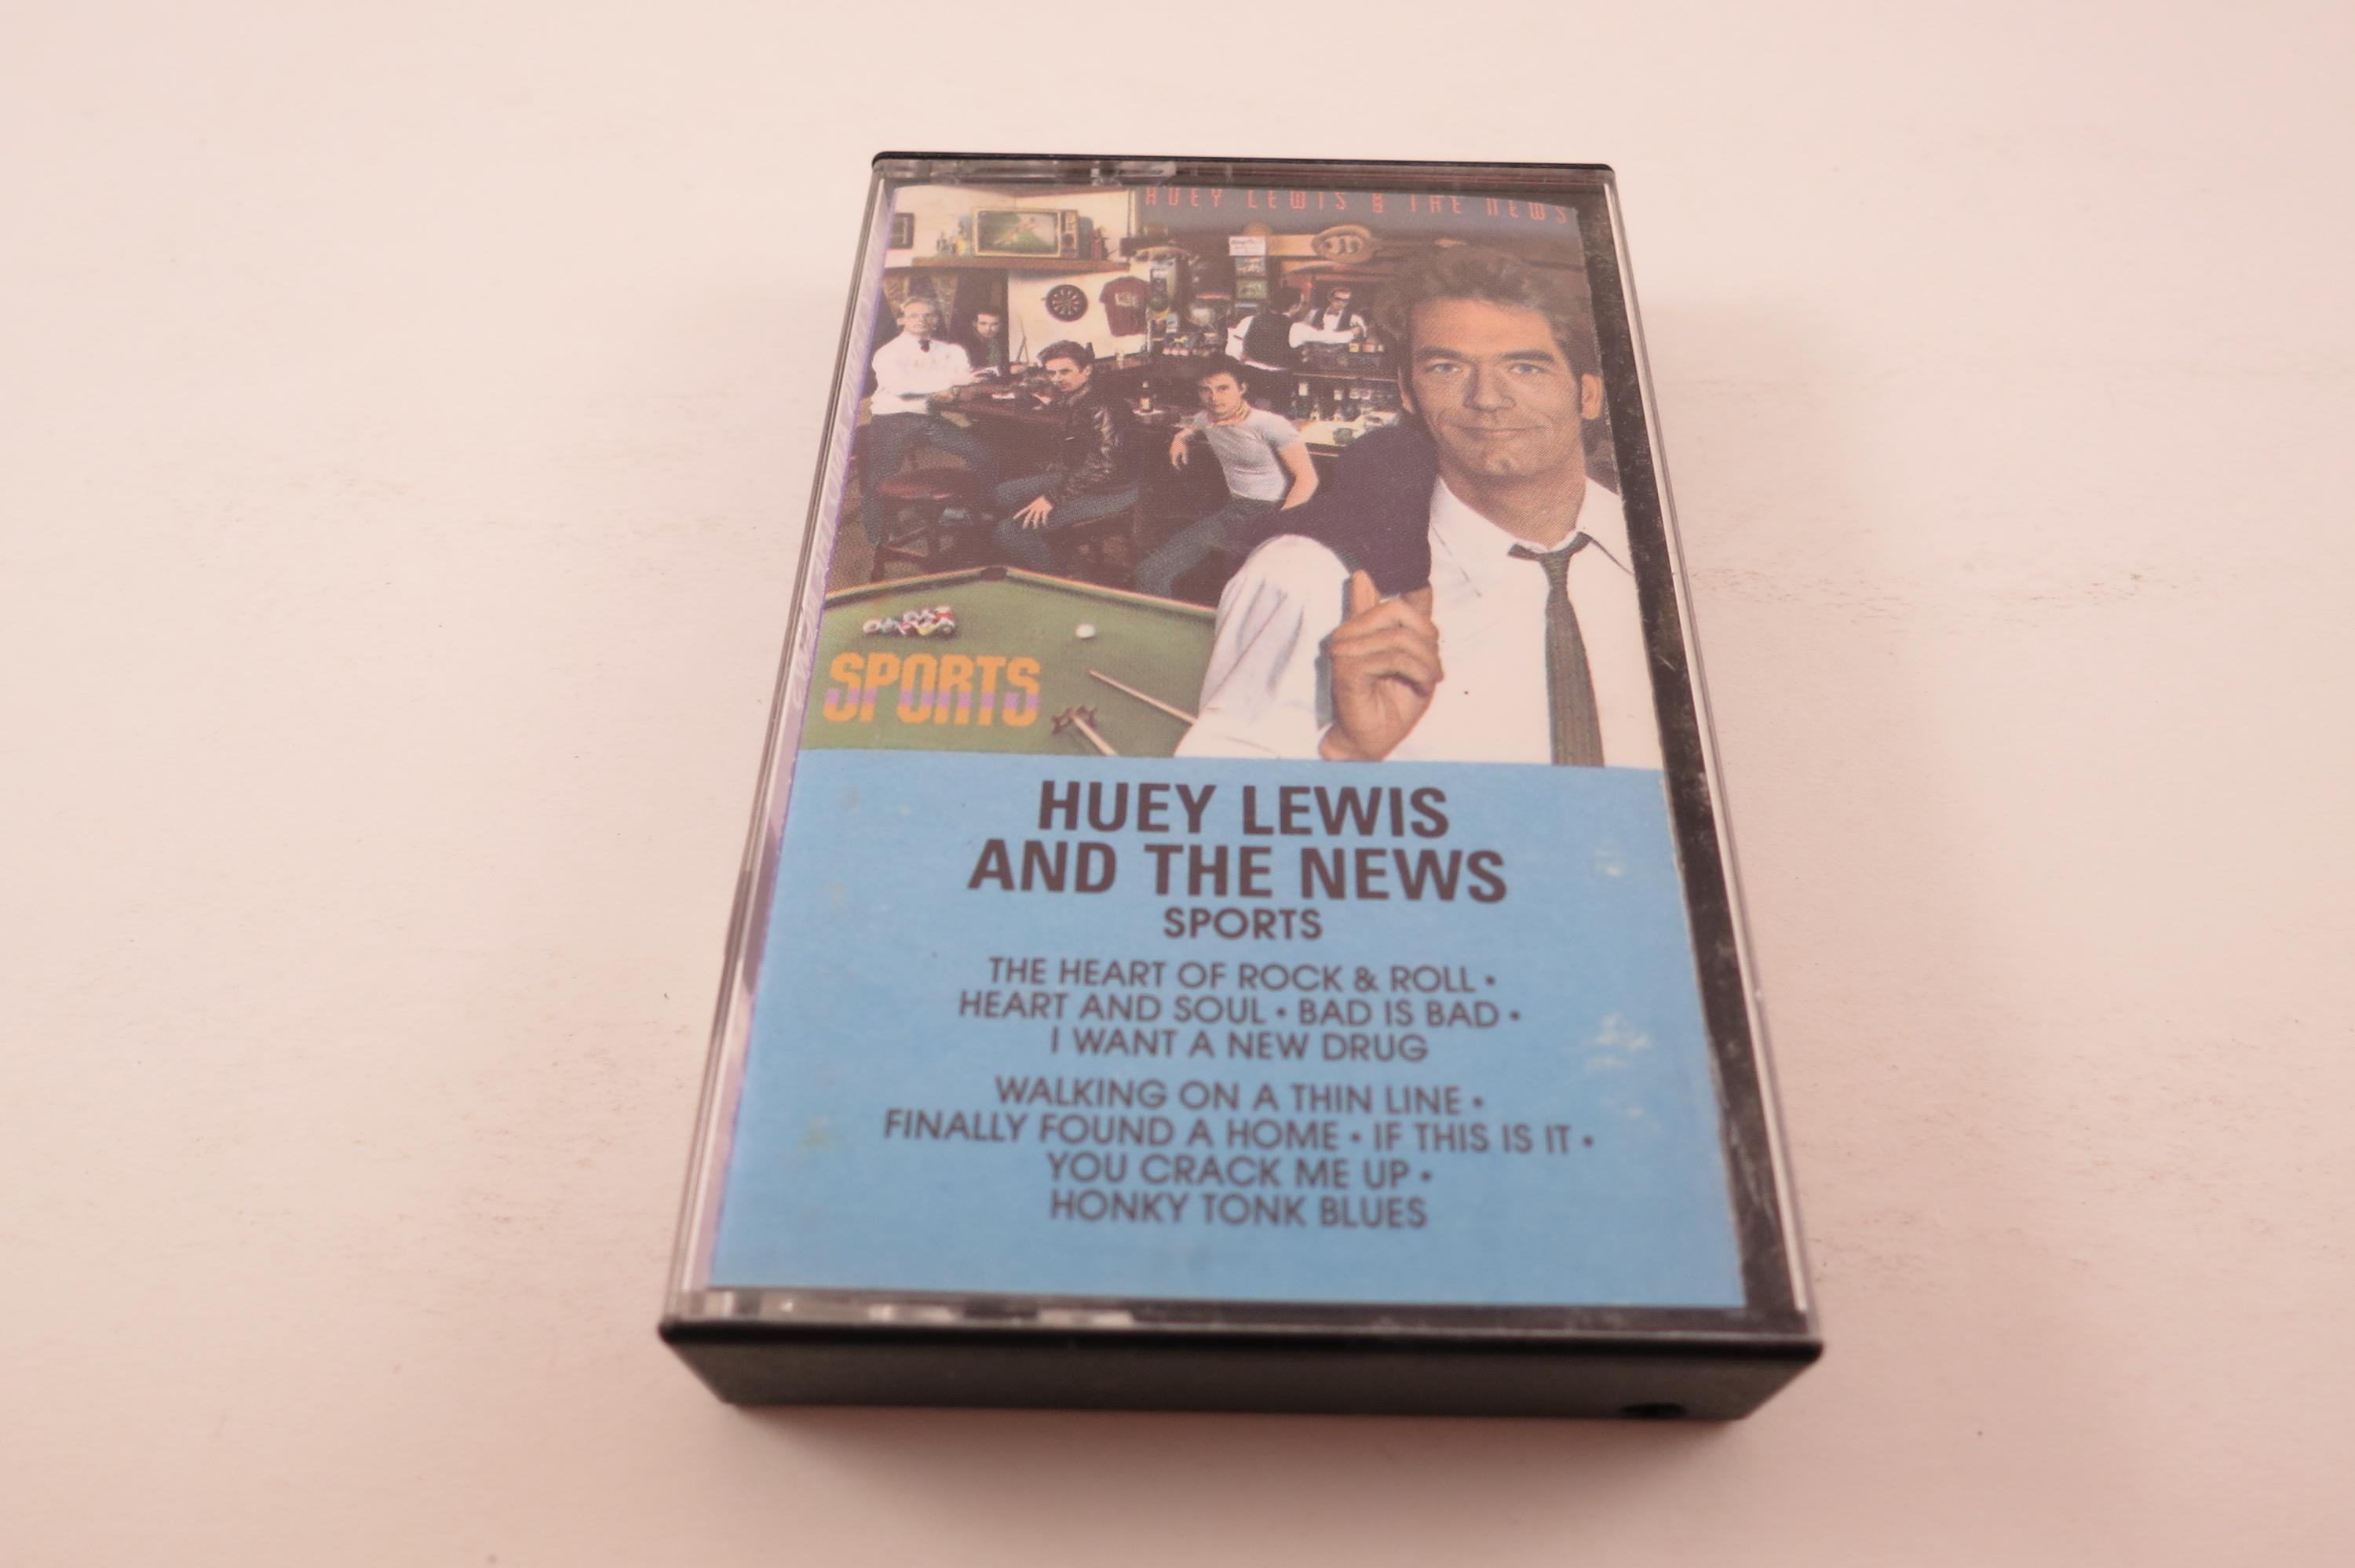 HUEY LEWIS & THE NEWS
SPORTS
HUEY LEWIS
AND THE NEWS
SPORTS
THE HEART OF ROCK & ROLL •
HEART AND SOUL • BAD IS BAD •
I WANT A NEW DRUG
WALKING ON A THIN LINE •
FINALLY FOUND A HOME • IF THIS IS IT •
YOU CRACK ME UP •
HONKY TONK BLUES